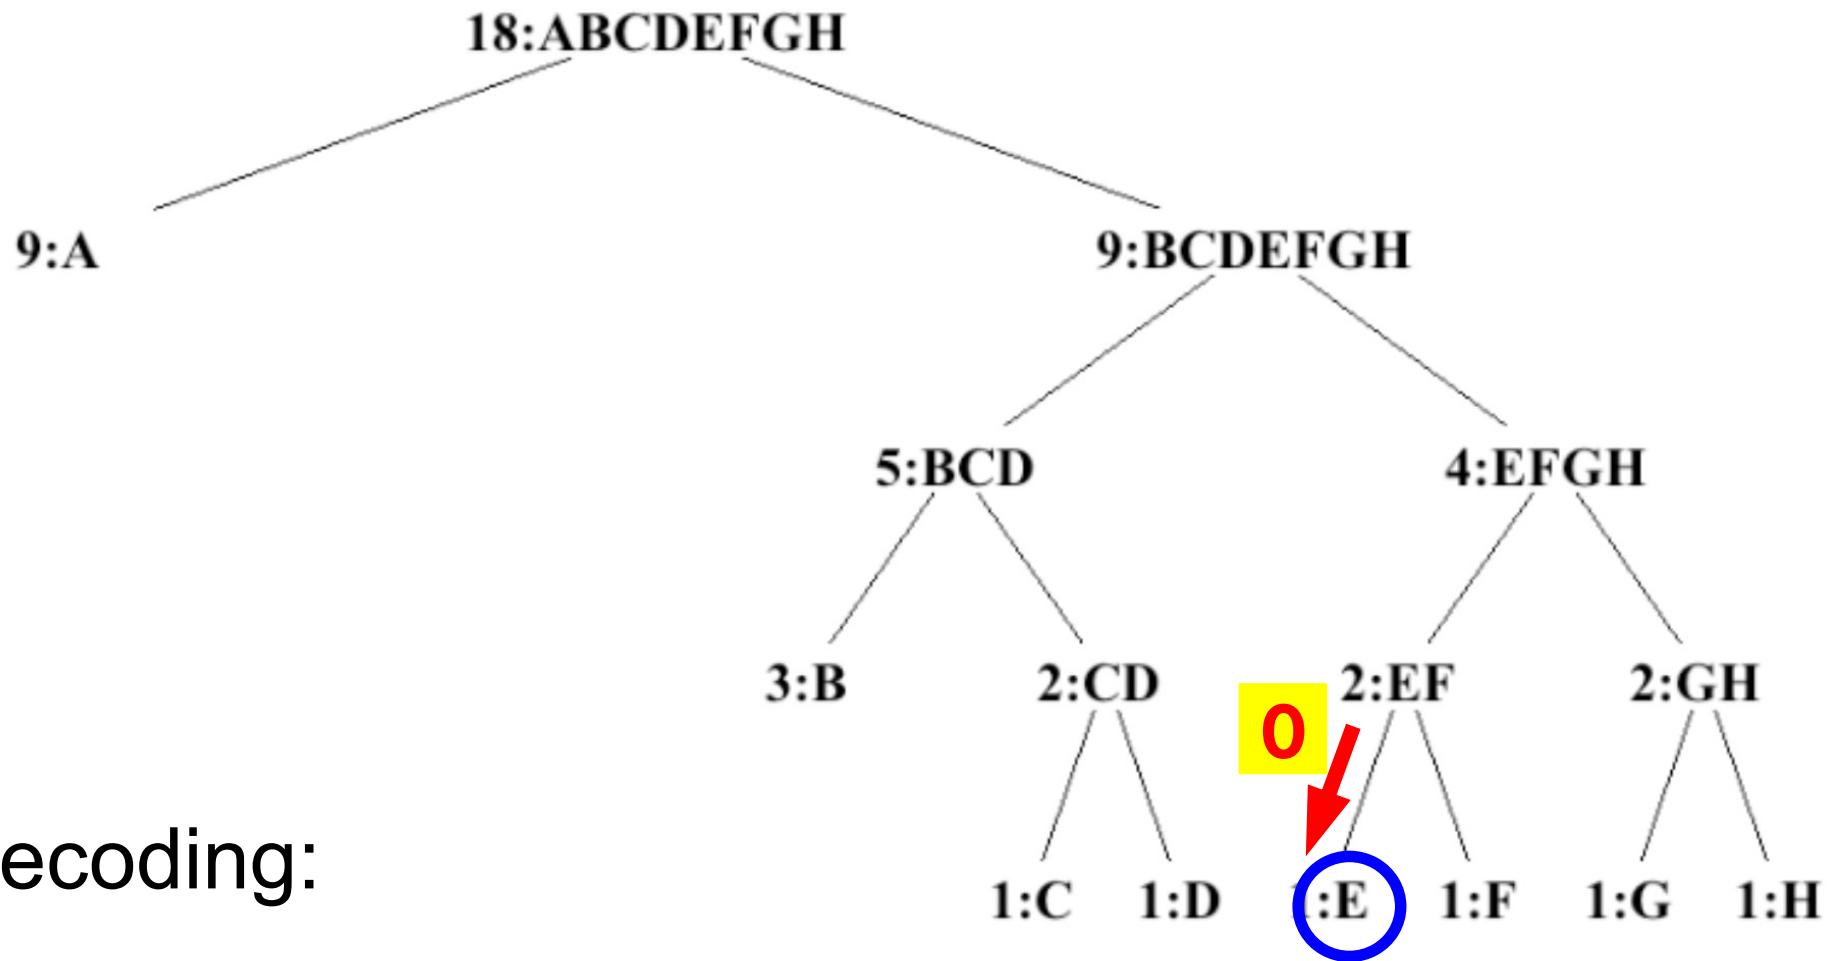 18:ABCDEFGH
9:A 9:BCDEFGH
5:BCD 4:EFGH
3:B 2:CD 2:EF 2:GH
0
ecoding:
1:C 1:D 1:E 1:F 1:G 1:H